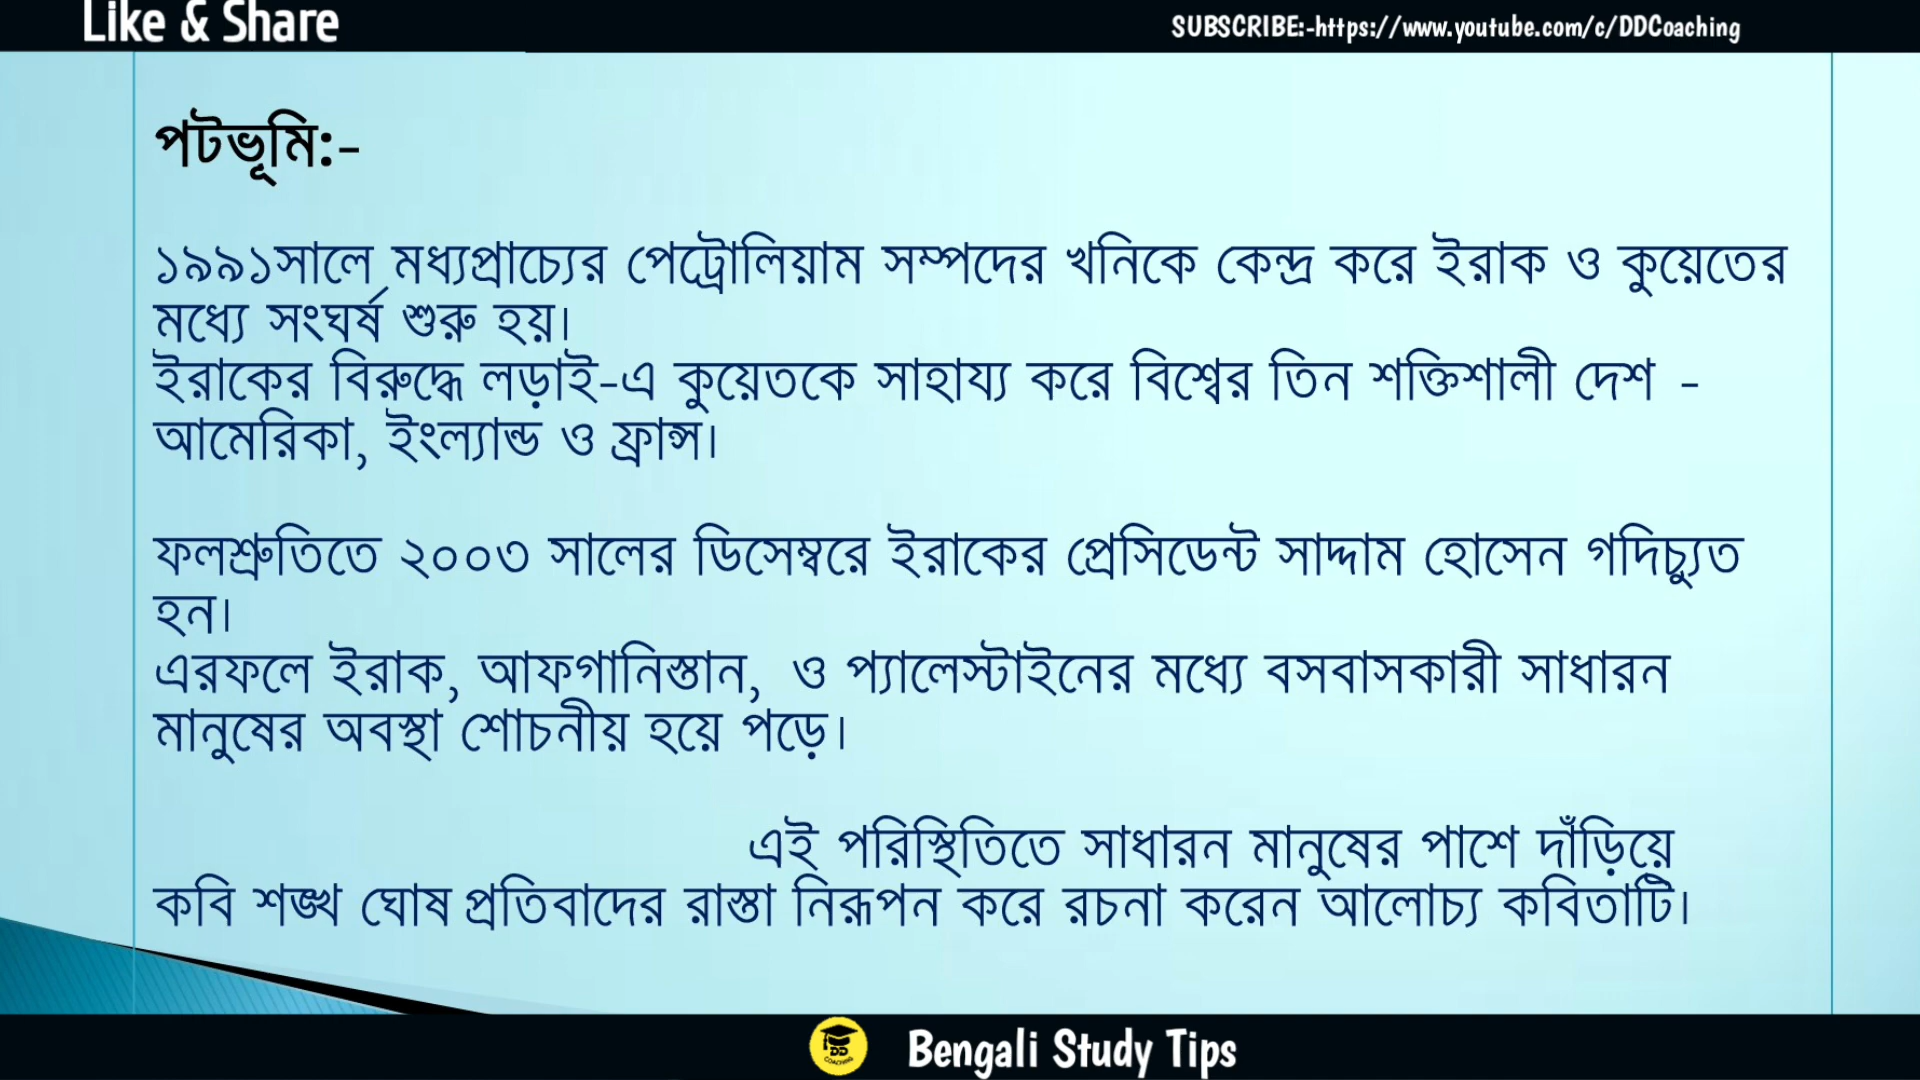 Like & Share
SUBSCRIBE:-https://www.youtube.com/c/DDCoaching
পটভূমি:-
১৯৯১সালে মধ্যপ্রাচ্যের পেট্রোলিয়াম সম্পদের খনিকে কেন্দ্র করে ইরাক ও কুয়েতের
মধ্যে সংঘর্ষ শুরু হয়।
ইরাকের বিরুদ্ধে লড়াই-এ কুয়েতকে সাহায্য করে বিশ্বের তিন শক্তিশালী দেশ -
আমেরিকা, ইংল্যান্ড ও ফ্রান্স।
ফলশ্রুতিতে ২০০৩ সালের ডিসেম্বরে ইরাকের প্রেসিডেন্ট সাদ্দাম হোসেন গদিচ্যুত
হন।
এরফলে ইরাক, আফগানিস্তান, ও প্যালেস্টাইনের মধ্যে বসবাসকারী সাধারন
মানুষের অবস্থা শোচনীয় হয়ে পড়ে।
এই পরিস্থিতিতে সাধারন মানুষের পাশে দাঁড়িয়ে
কবি শঙ্খ ঘোষ প্রতিবাদের রাস্তা নিরূপন করে রচনা করেন আলোচ্য কবিতাটি।
DD
COACHING
Bengali Study Tips